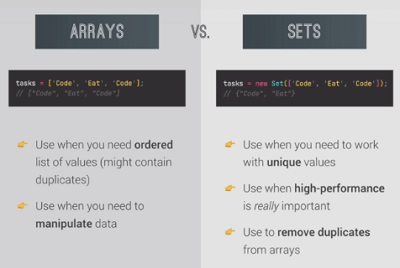 ARRAYS
VS.
SETS
tasks = ['Code', 'Eat', 'Code'];
// ["Code", "Eat", "Code"]
tasks = new Set(['Code', 'Eat', 'Code']);
// {"Code", "Eat"}
Use when you need ordered
list of values (might contain
duplicates)
Use when you need to
manipulate data
Use when you need to work
with unique values
Use when high-performance
is really important
Use to remove duplicates
from arrays